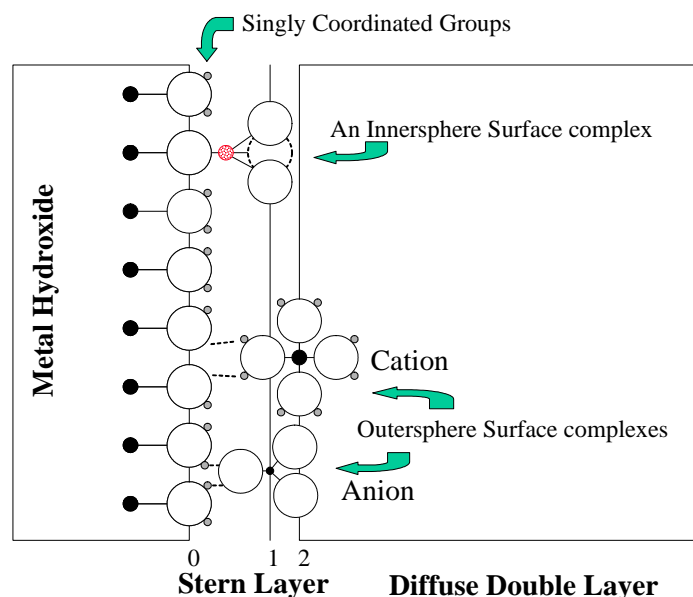 Singly Coordinated Groups
An Innersphere Surface complex
Metal Hydroxide
Cation
Outersphere Surface complexes
Anion
0 1 2
Stern Layer Diffuse Double Layer